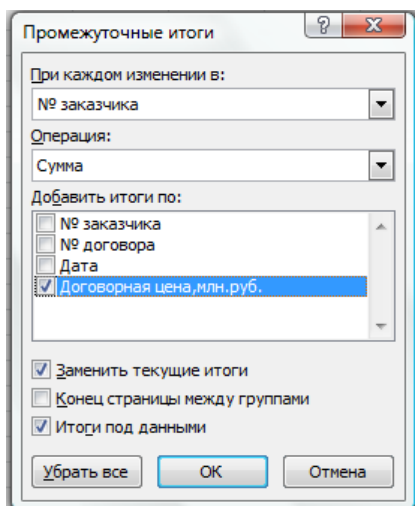 Промежуточные итоги
При каждом изменении в:
№ заказчика
Операция:
Сумма
Добавить итоги по:
№ заказчика
№ договора
Дата
Договорная цена,млн.руб.
Заменить текущие итоги
Конец страницы между группами
Итоги под данными
Убрать все ОК Отмена